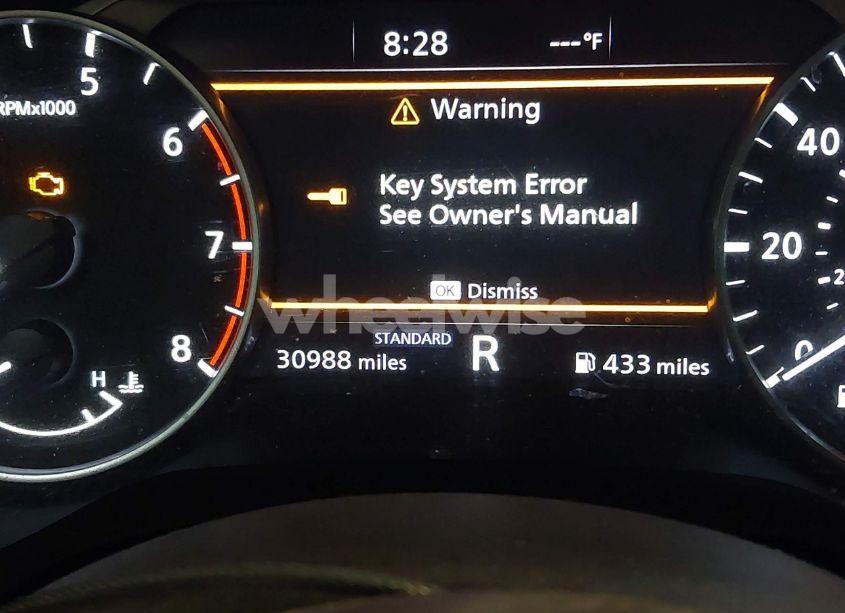 8:28 ---°F
5
RPMx1000
Warning
6
40
Key System Error
See Owner's Manual
7
20
OK Dismiss
wheelwise
STANDARD
8
30988 miles
R
433 miles
0
H